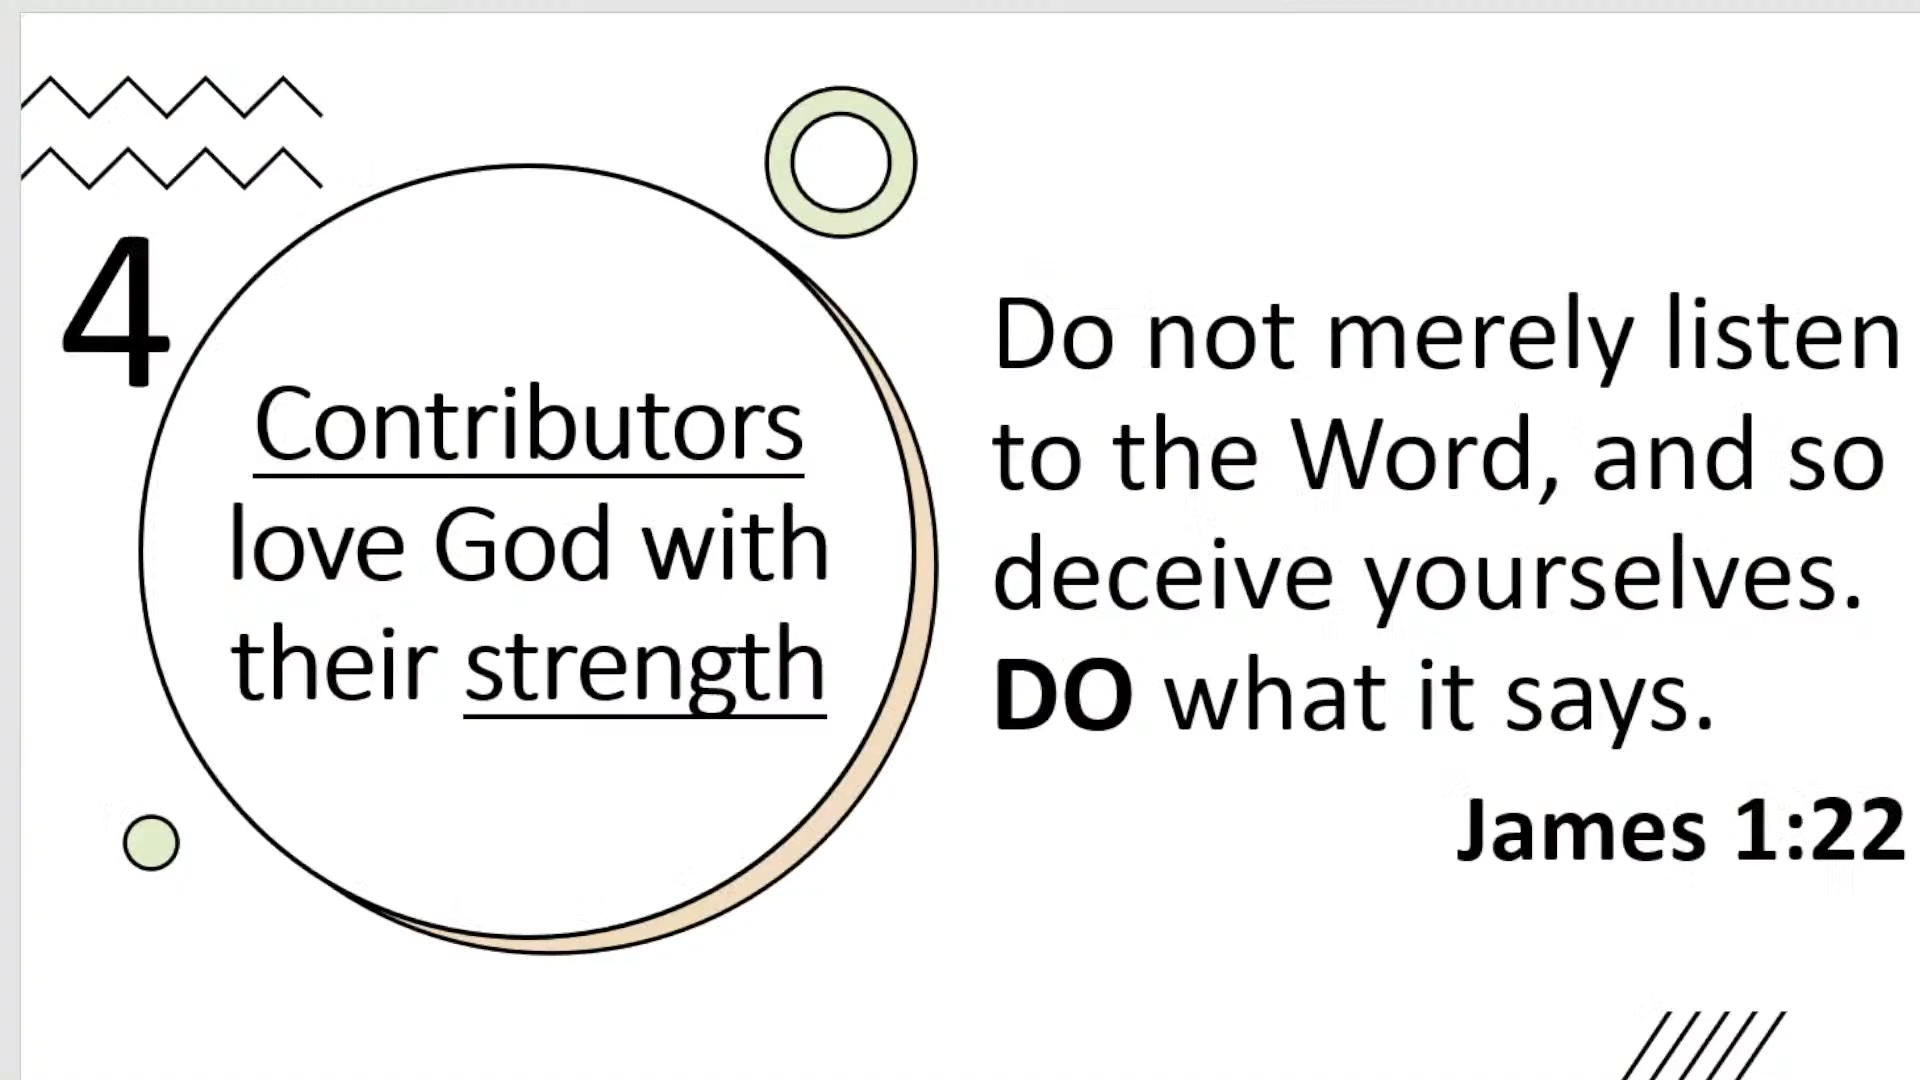 4
Contributors
love God with
their strength
Do not merely listen
to the Word, and so
deceive yourselves.
DO what it says.
James 1:22